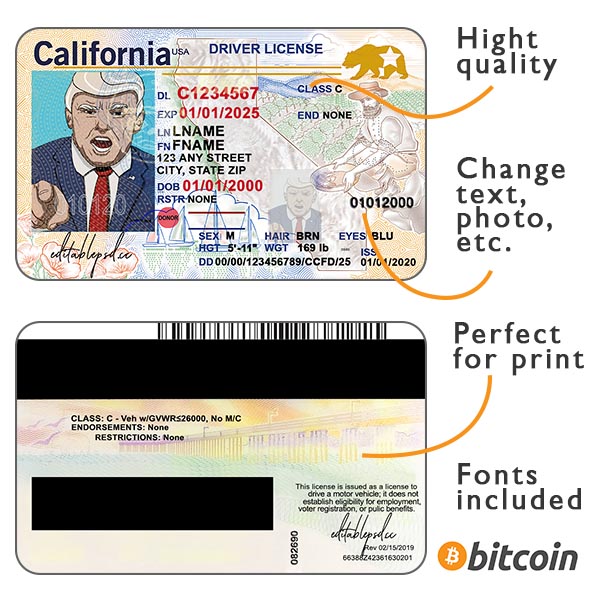 California USA DRIVER LICENSE
DL C1234567 CLASS C
EXP 01/01/2025 END NONE
LN LNAME
FN FNAME
123 ANY STREET
CITY, STATE ZIP
DOB 01/01/2000
RSTR NONE 01012000
DONOR
SEX M HAIR BRN EYES BLU
HGT 5'-11" WGT 169 lb ISS
DD 00/00/123456789/CCFD/25 01/01/2020
editablepsd.cc
Hight
quality
Change
text,
photo,
etc.
CLASS: C - Veh w/GVWR≤26000, No M/C
ENDORSEMENTS: None
RESTRICTIONS: None
This license is issued as a license to
drive a motor vehicle; it does not
establish eligibility for employment,
voter registration, or pulic benefits.
editablepsd.cc
Rev 02/15/2019
66388Z42361630201
082690
Perfect
for print
Fonts
included
bitcoin